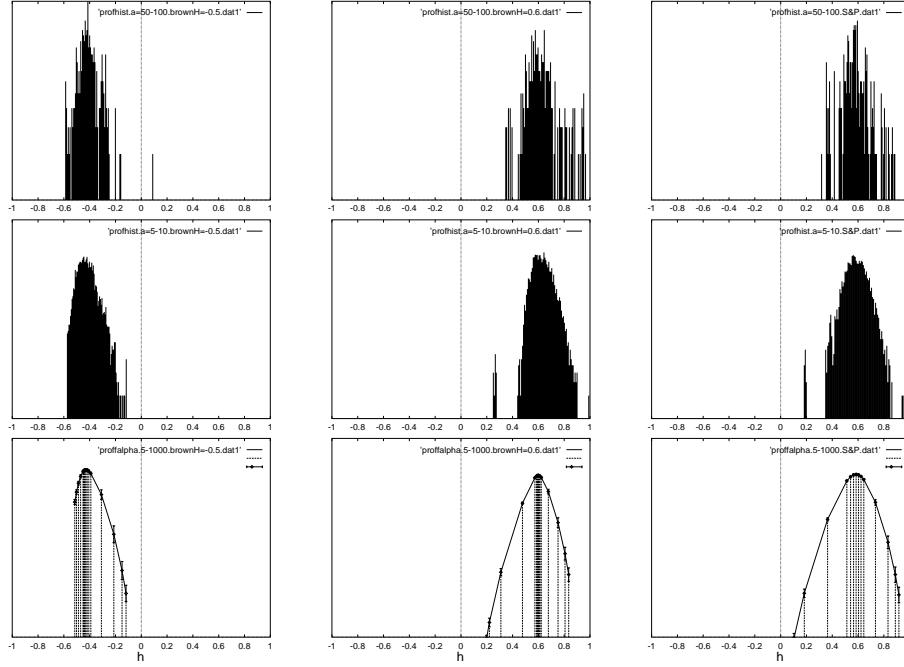 'profhist.a=50-100.brownH=-0.5.dat1'
-1 -0.8 -0.6 -0.4 -0.2 0 0.2 0.4 0.6 0.8 1
'profhist.a=50-100.brownH=0.6.dat1'
-1 -0.8 -0.6 -0.4 -0.2 0 0.2 0.4 0.6 0.8 1
'profhist.a=50-100.S&P.dat1'
-1 -0.8 -0.6 -0.4 -0.2 0 0.2 0.4 0.6 0.8
'profhist.a=5-10.brownH=-0.5.dat1'
-1 -0.8 -0.6 -0.4 -0.2 0 0.2 0.4 0.6 0.8 1
'profhist.a=5-10.brownH=0.6.dat1'
-1 -0.8 -0.6 -0.4 -0.2 0 0.2 0.4 0.6 0.8 1
'profhist.a=5-10.S&P.dat1'
-1 -0.8 -0.6 -0.4 -0.2 0 0.2 0.4 0.6 0.8
'proffalpha.5-1000.brownH=-0.5.dat1'
-1 -0.8 -0.6 -0.4 -0.2 0 0.2 0.4 0.6 0.8 1
h
'proffalpha.5-1000.brownH=0.6.dat1'
-1 -0.8 -0.6 -0.4 -0.2 0 0.2 0.4 0.6 0.8 1
h
'proffalpha.5-1000.S&P.dat1'
-1 -0.8 -0.6 -0.4 -0.2 0 0.2 0.4 0.6 0.8
h